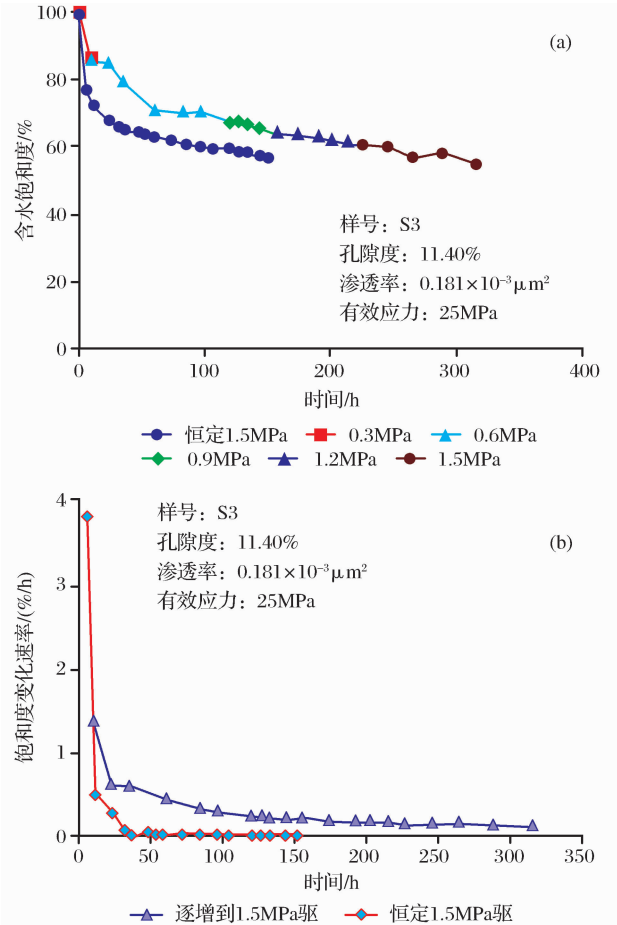 100
80
60
40
20
0
含水饱和度/%
(a)
样号：S3
孔隙度：11.40%
渗透率：0.181×10⁻³μm²
有效应力：25MPa
0 100 200 300 400
时间/h
恒定1.5MPa 0.3MPa 0.6MPa
0.9MPa 1.2MPa 1.5MPa
4
3
2
1
0
饱和度变化速率/(%/h)
样号：S3
孔隙度：11.40%
(b)
渗透率：0.181×10⁻³μm²
有效应力：25MPa
0 50 100 150 200 250 300 350
时间/h
逐增到1.5MPa驱 恒定1.5MPa驱